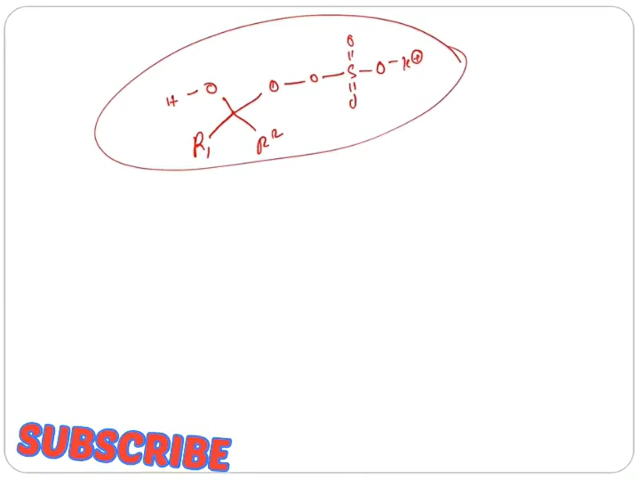 O
H - O O - O - S - O - K⊕
O
R1 R2
SUBSCRIBE